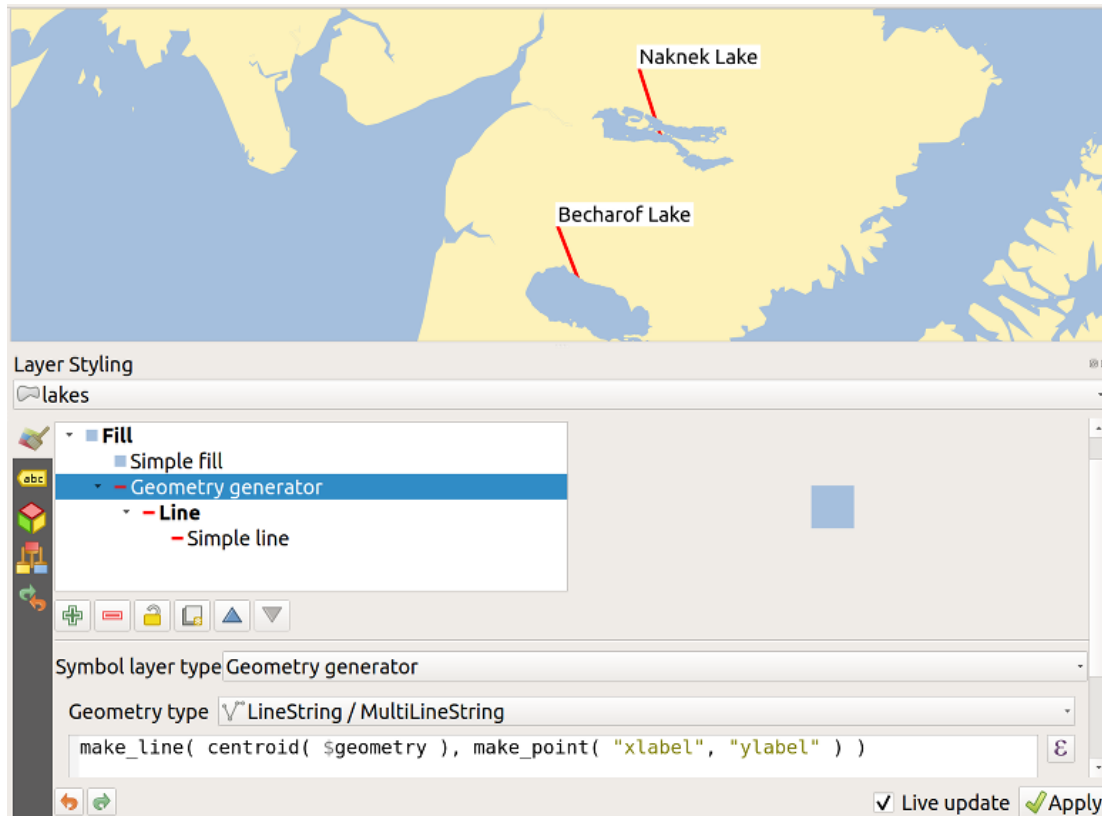 Naknek Lake
Becharof Lake
Layer Styling
lakes
abc
Fill
Simple fill
Geometry generator
Line
Simple line
Symbol layer type Geometry generator
Geometry type LineString / MultiLineString
make_line( centroid( $geometry ), make_point( "xlabel", "ylabel" ) )
ε
Live update Apply